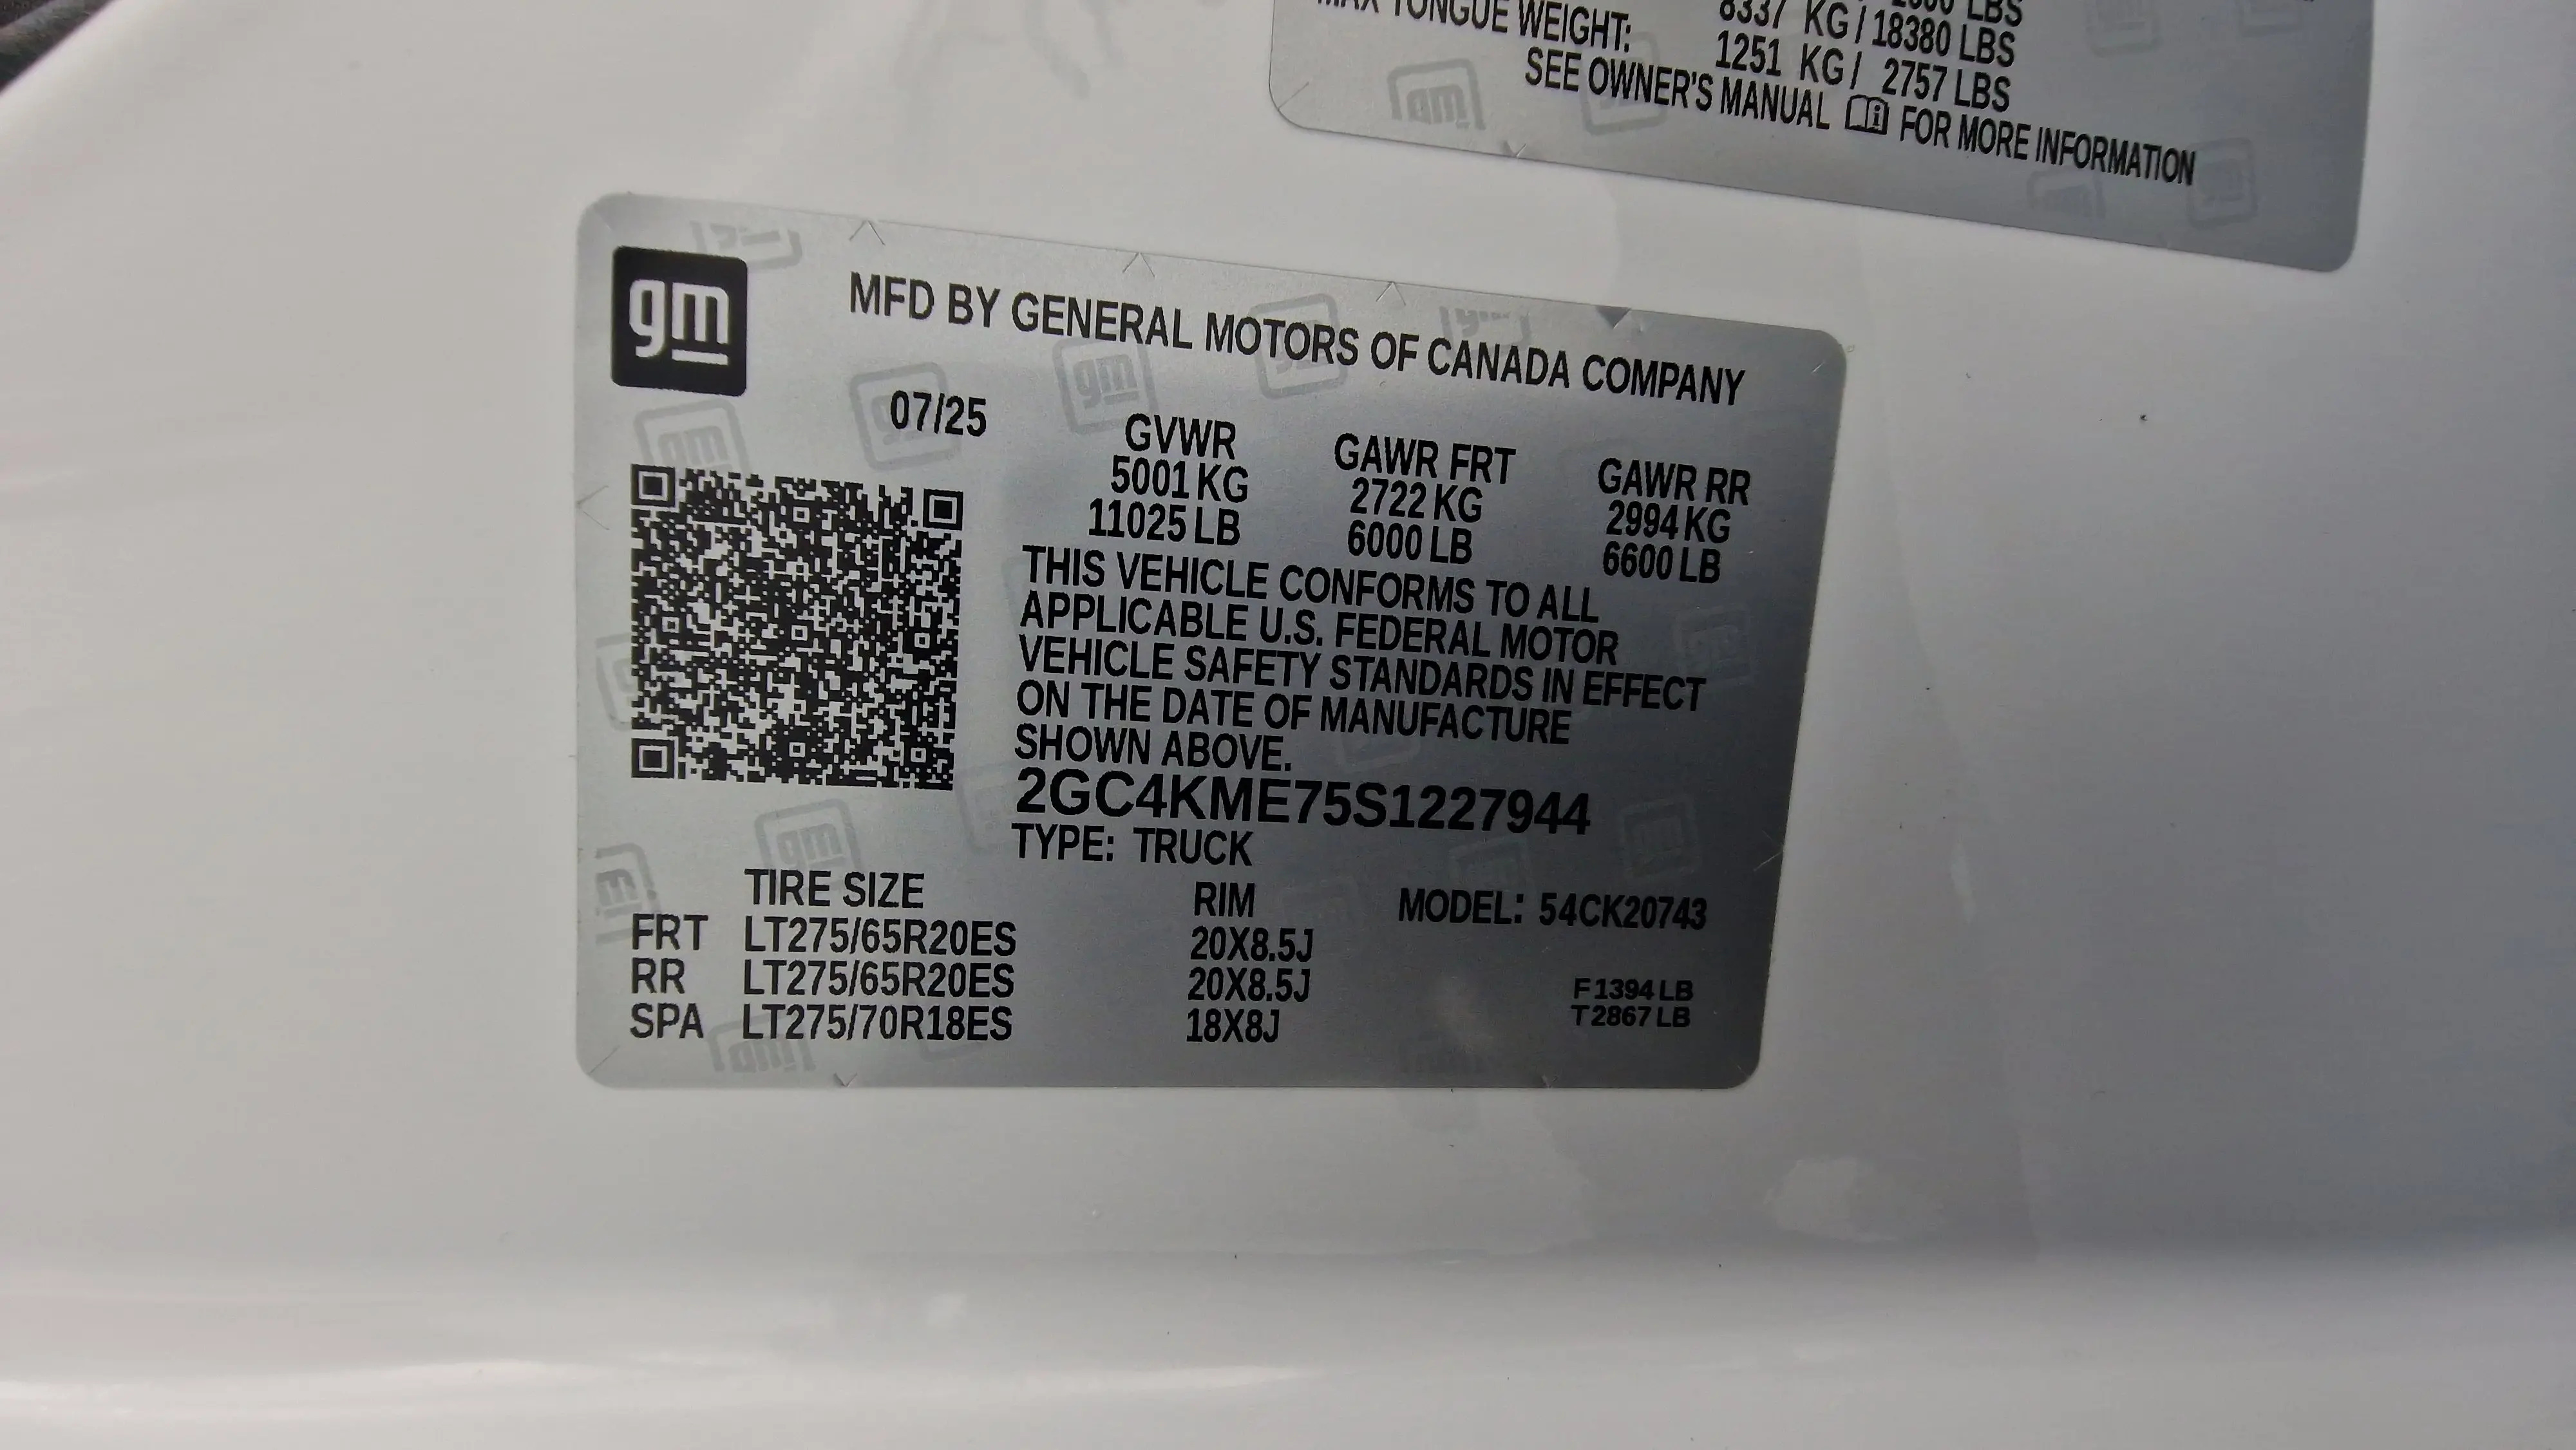 LBS
8337 KG / 18380 LBS
MAX TONGUE WEIGHT: 1251 KG / 2757 LBS
SEE OWNER'S MANUAL FOR MORE INFORMATION
gm
MFD BY GENERAL MOTORS OF CANADA COMPANY
07/25
GVWR GAWR FRT GAWR RR
5001 KG 2722 KG 2994 KG
11025 LB 6000 LB 6600 LB
THIS VEHICLE CONFORMS TO ALL
APPLICABLE U.S. FEDERAL MOTOR
VEHICLE SAFETY STANDARDS IN EFFECT
ON THE DATE OF MANUFACTURE
SHOWN ABOVE.
2GC4KME75S1227944
TYPE: TRUCK
TIRE SIZE RIM MODEL: 54CK20743
FRT LT275/65R20ES 20X8.5J
RR LT275/65R20ES 20X8.5J F 1394 LB
SPA LT275/70R18ES 18X8J T 2867 LB